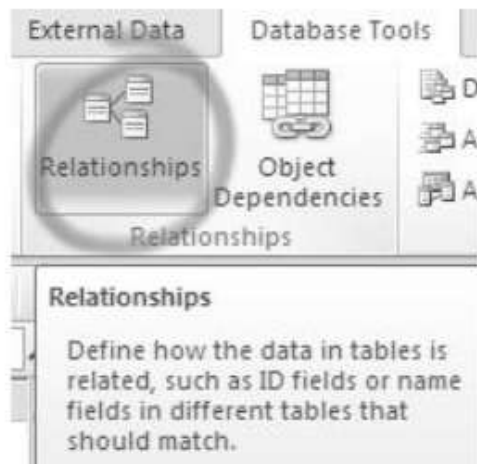 External Data Database Tools
Relationships
Object
Dependencies
D
A
A
Relationships
Relationships
Define how the data in tables is
related, such as ID fields or name
fields in different tables that
should match.